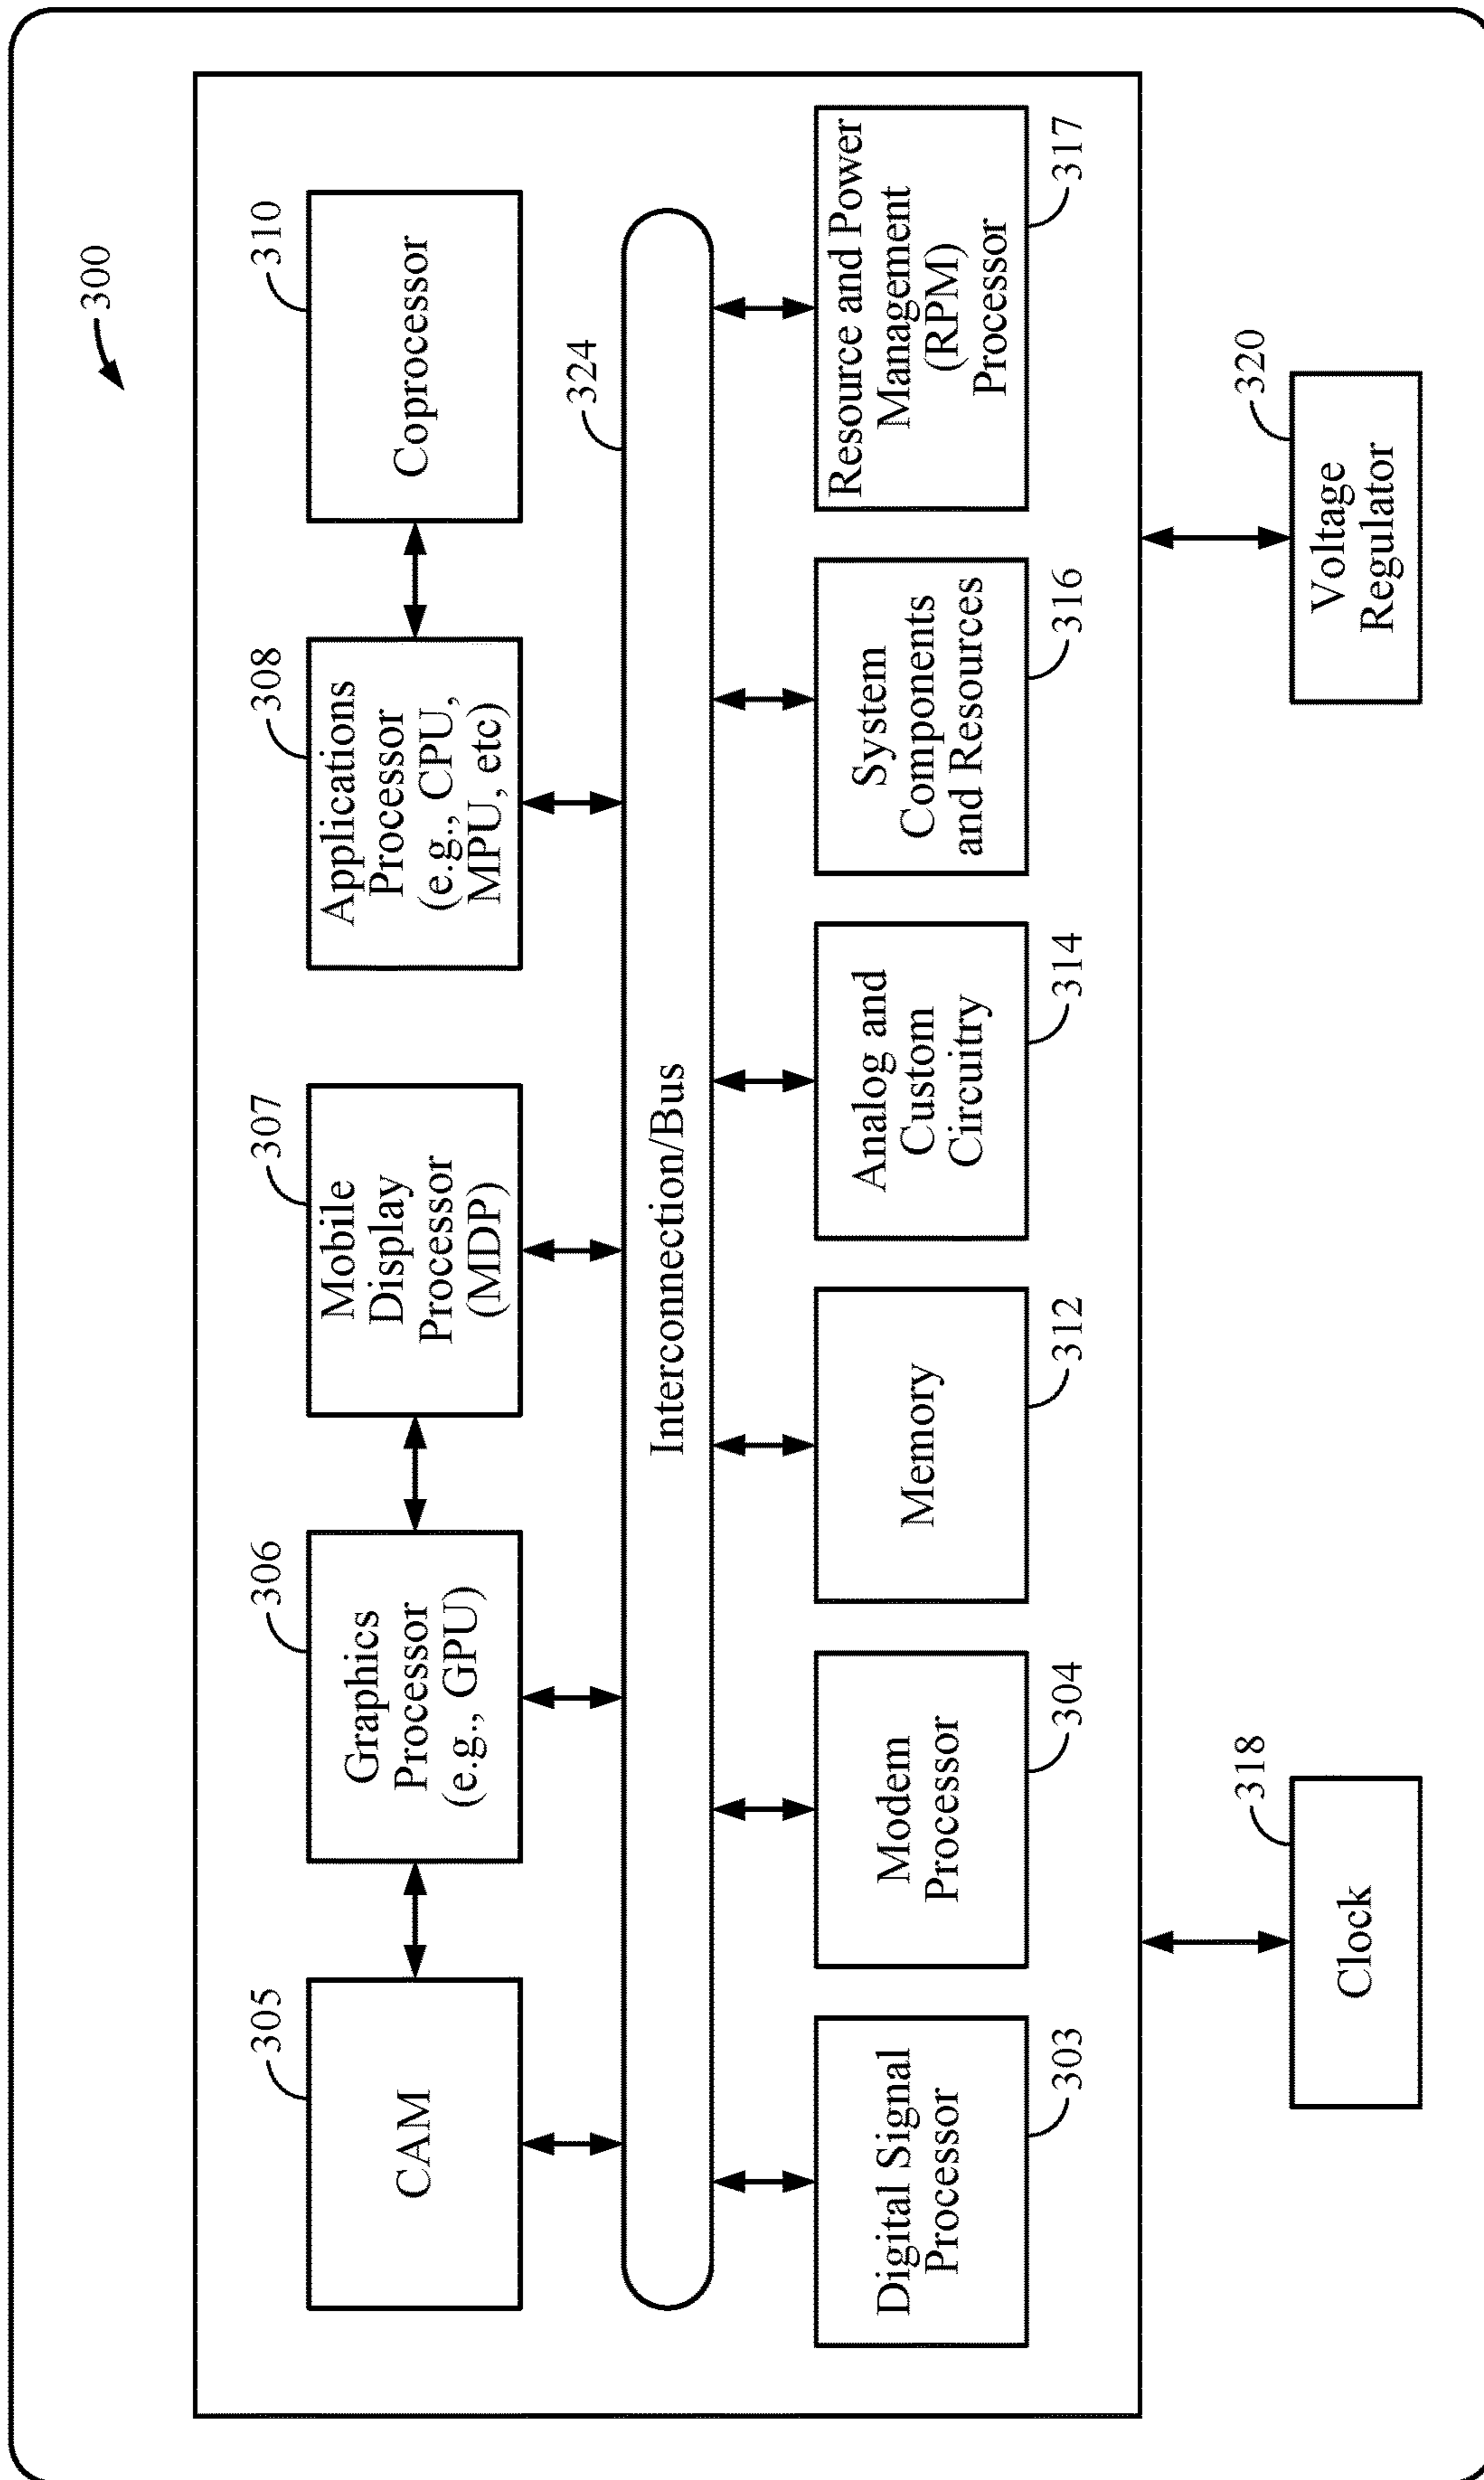 300
305
CAM
306
Graphics
Processor
(e.g., GPU)
307
Mobile
Display
Processor
(MDP)
308
Applications
Processor
(e.g., CPU,
MPU, etc)
310
Coprocessor
324
Interconnection/Bus
Digital Signal
Processor
303
Modem
Processor
304
Memory
312
Analog and
Custom
Circuitry
314
System
Components
and Resources
316
Resource and Power
Management
(RPM)
Processor
317
318
Clock
320
Voltage
Regulator